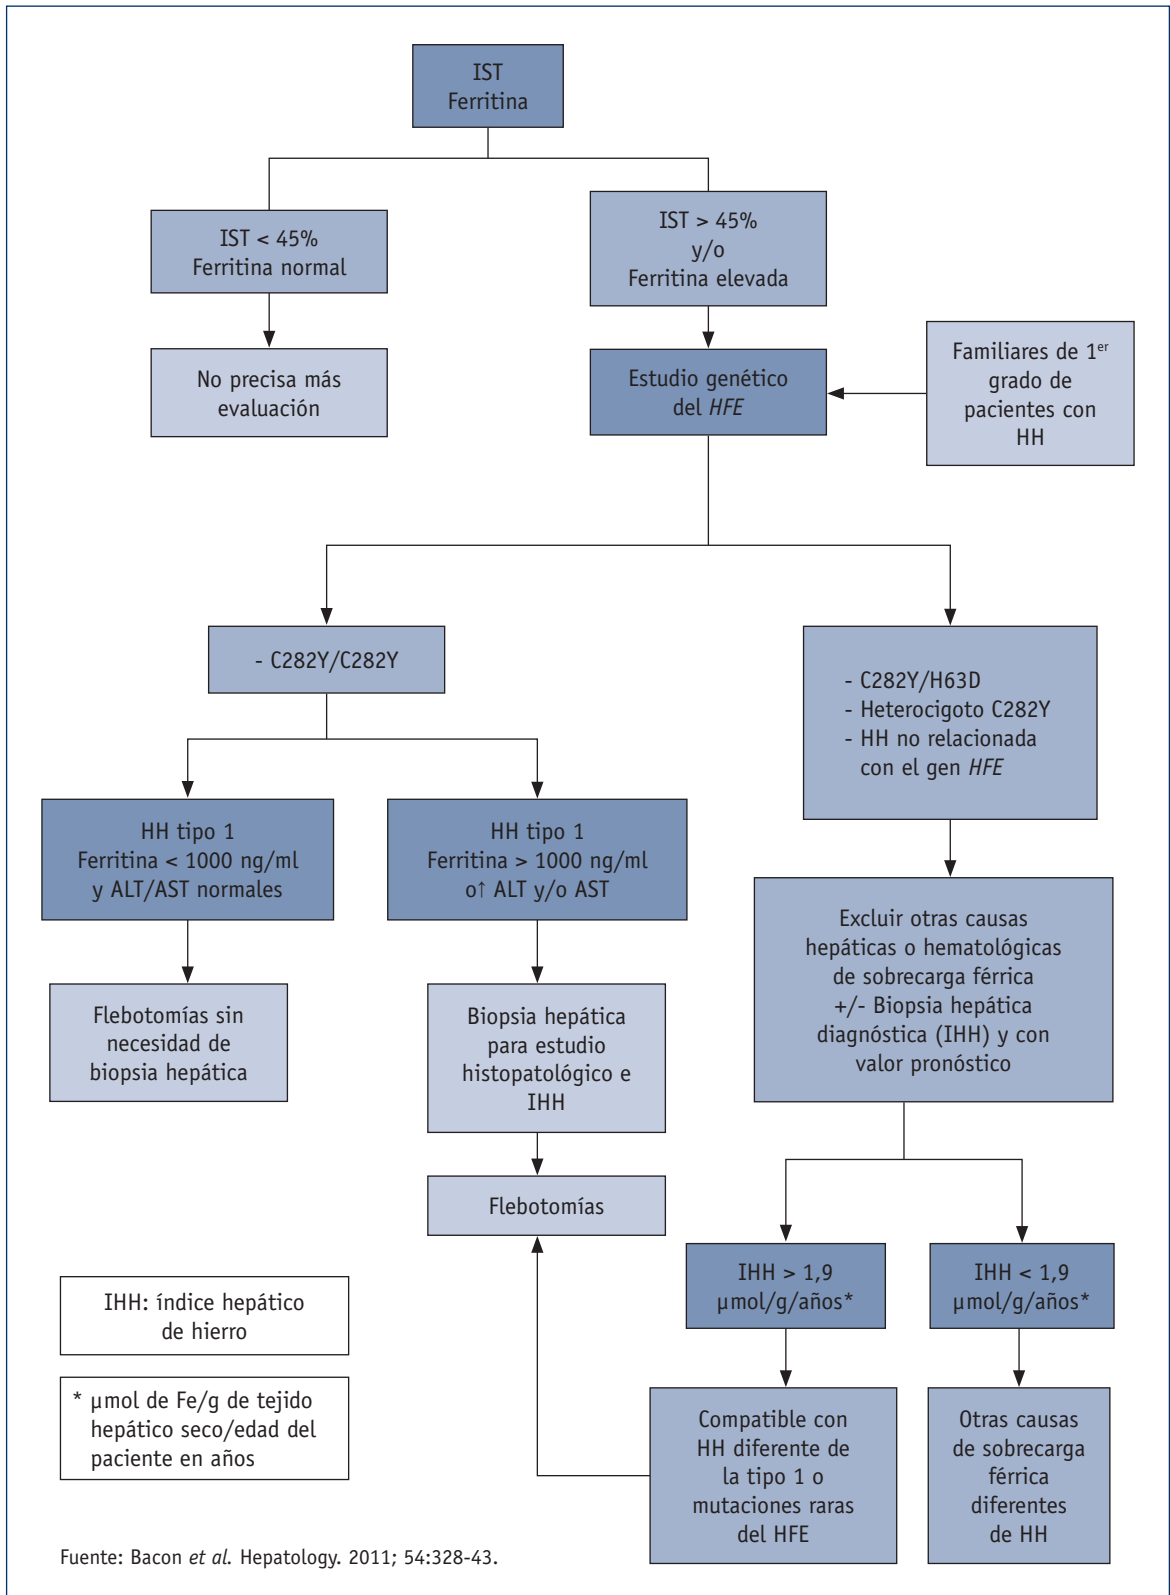 IST
Ferritina
IST < 45%
Ferritina normal
IST > 45%
y/o
Ferritina elevada
No precisa más
evaluación
Estudio genético
del HFE
Familiares de 1er
grado de
pacientes con
HH
- C282Y/C282Y
- C282Y/H63D
- Heterocigoto C282Y
- HH no relacionada
con el gen HFE
HH tipo 1
Ferritina < 1000 ng/ml
y ALT/AST normales
HH tipo 1
Ferritina > 1000 ng/ml
o↑ ALT y/o AST
Excluir otras causas
hepáticas o hematológicas
de sobrecarga férrica
+/- Biopsia hepática
diagnóstica (IHH) y con
valor pronóstico
Flebotomías sin
necesidad de
biopsia hepática
Biopsia hepática
para estudio
histopatológico e
IHH
Flebotomías
IHH > 1,9
µmol/g/años*
IHH < 1,9
µmol/g/años*
IHH: índice hepático
de hierro
* µmol de Fe/g de tejido
hepático seco/edad del
paciente en años
Compatible con
HH diferente de
la tipo 1 o
mutaciones raras
del HFE
Otras causas
de sobrecarga
férrica
diferentes
de HH
Fuente: Bacon et al. Hepatology. 2011; 54:328-43.